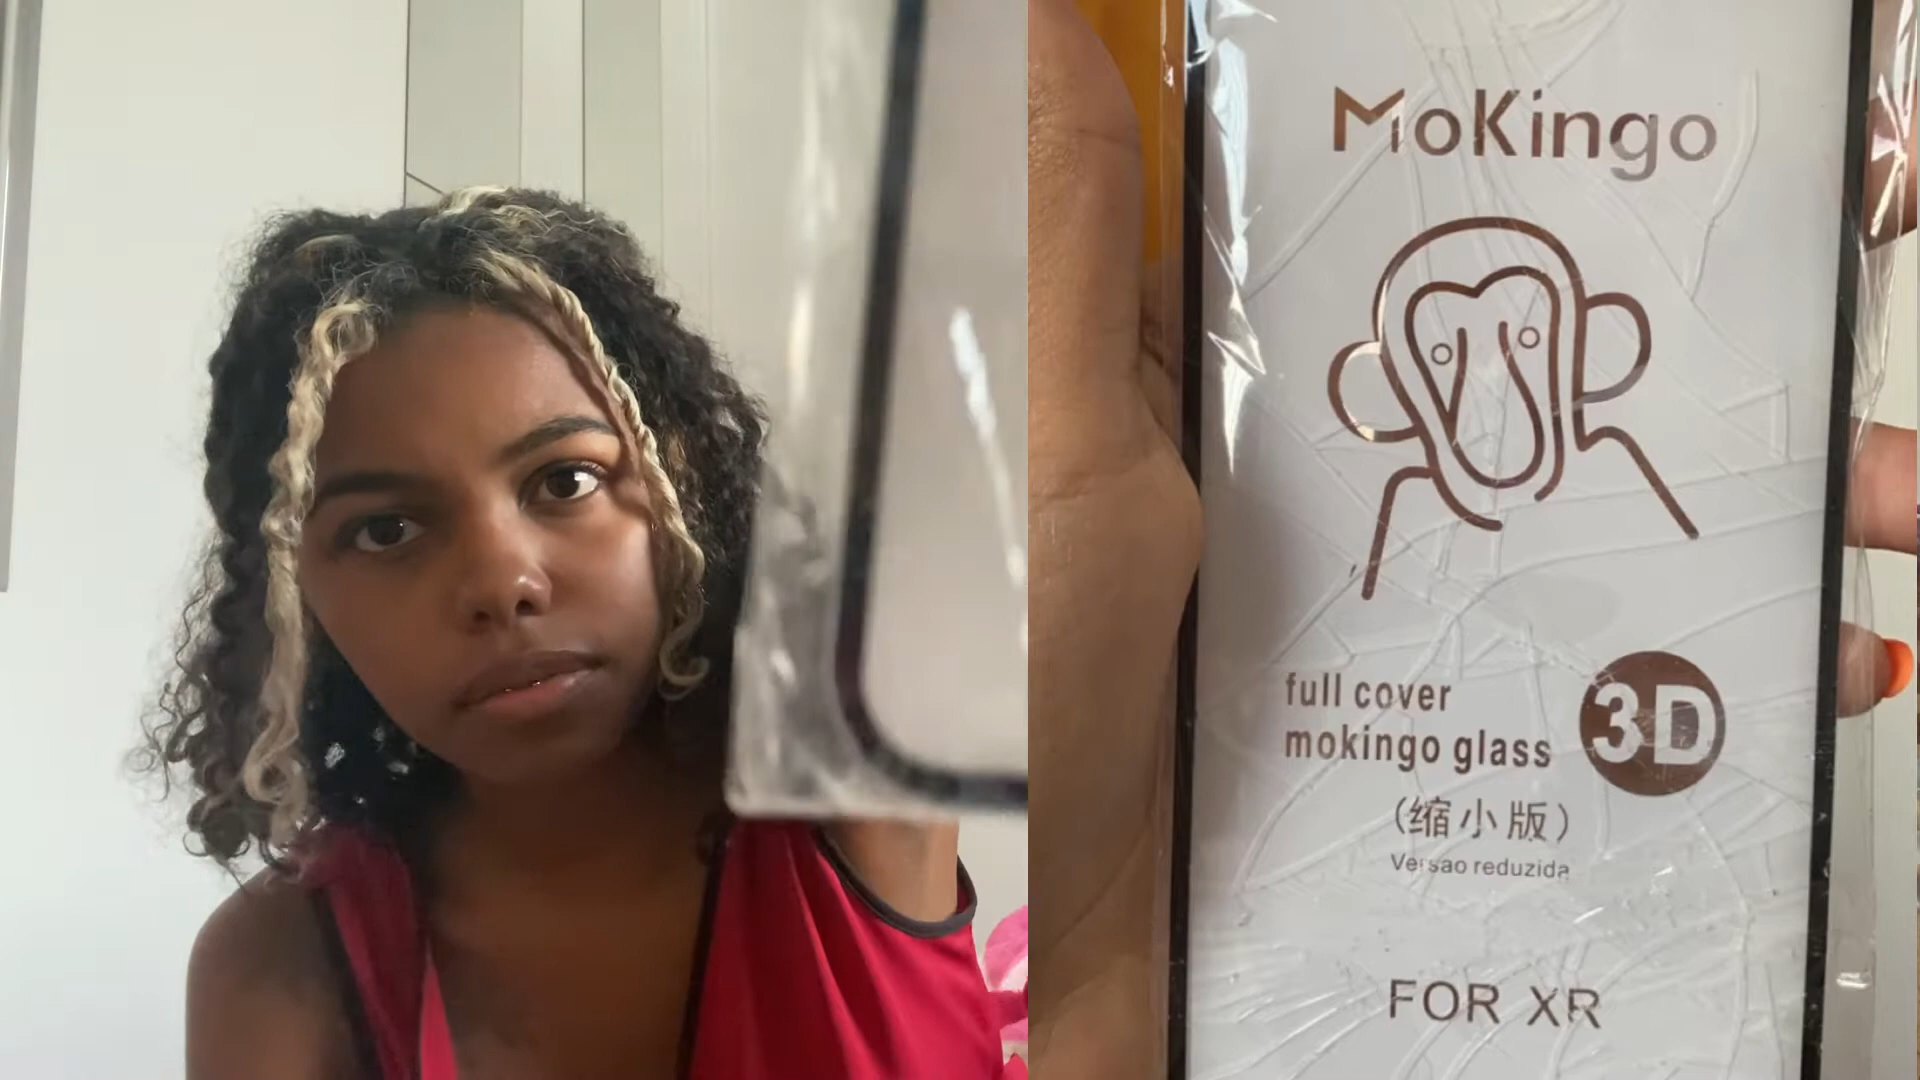 MoKingo
full cover
mokingo glass
3D
(缩小版)
Versao reduzida
FOR XR